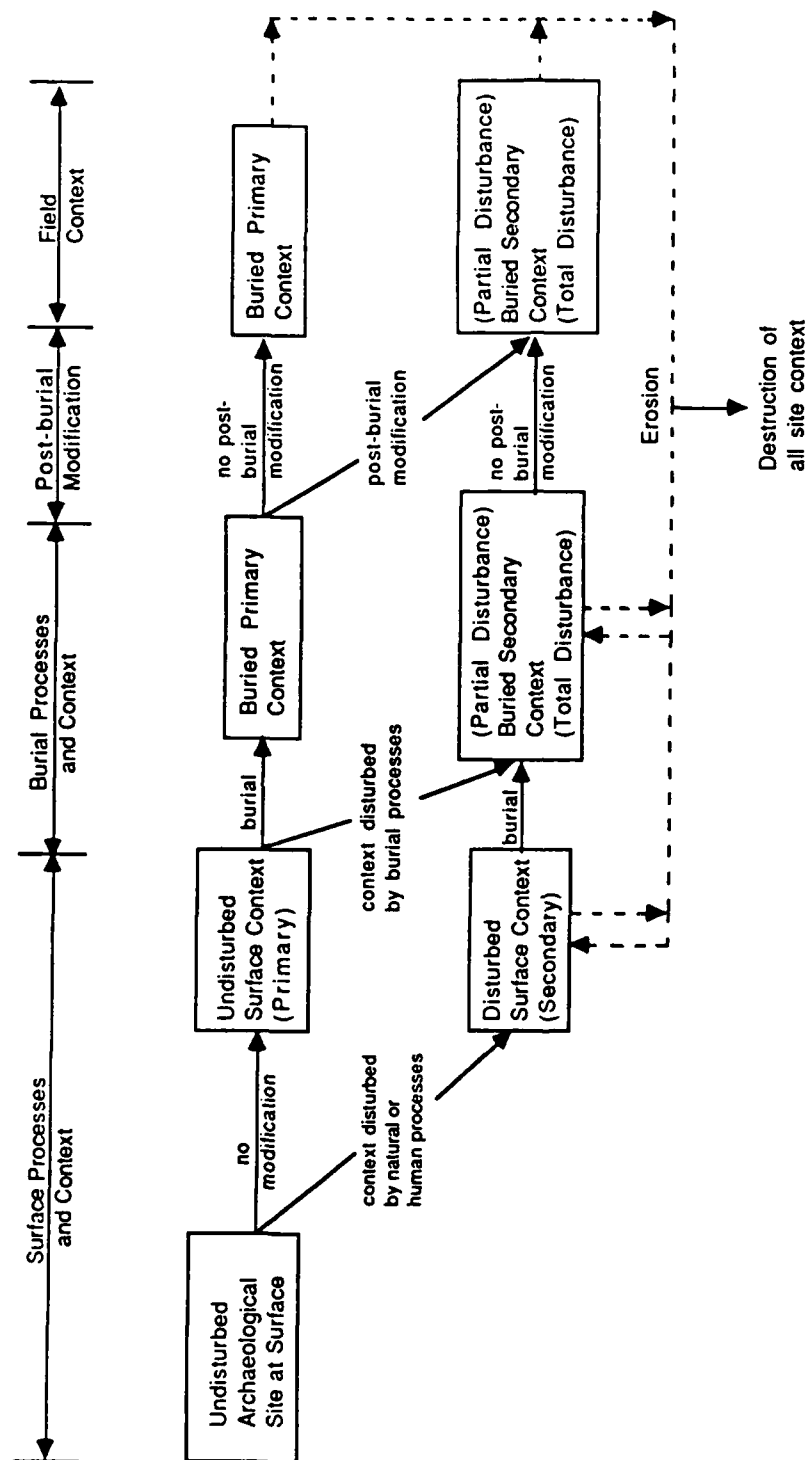 Surface Processes
and Context
Burial Processes
and Context
Post-burial
Modification
Field
Context
Undisturbed
Archaeological
Site at Surface
no
modification
Undisturbed
Surface Context
(Primary)
burial
Buried Primary
Context
no post-
burial
modification
Buried Primary
Context
context disturbed
by natural or
human processes
context disturbed
by burial processes
post-burial
modification
Disturbed
Surface Context
(Secondary)
burial
(Partial Disturbance)
Buried Secondary
Context
(Total Disturbance)
no post-
burial
modification
(Partial Disturbance)
Buried Secondary
Context
(Total Disturbance)
Erosion
Destruction of
all site context